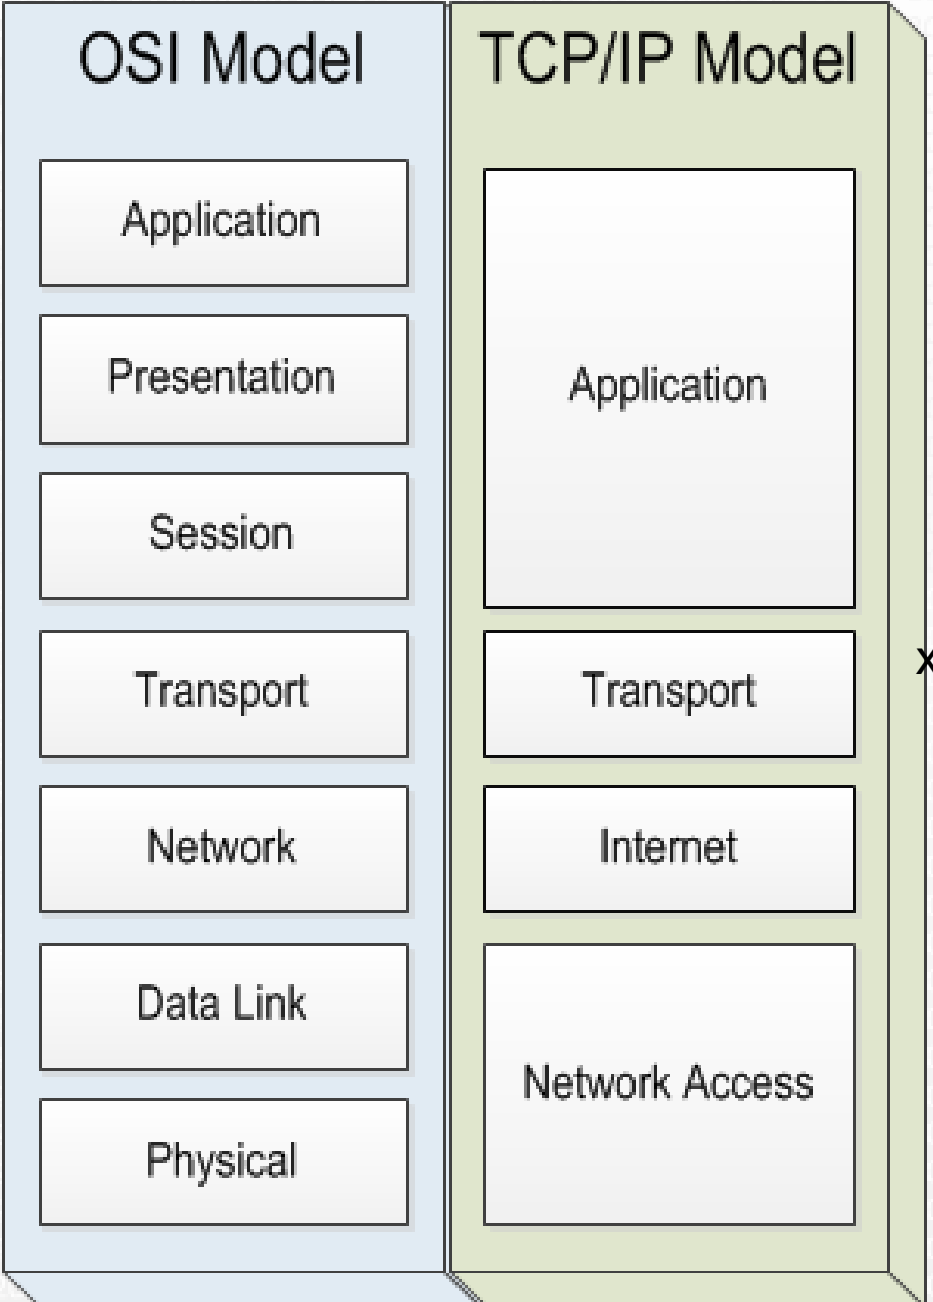 OSI Model
Application
Presentation
Session
Transport
Network
Data Link
Physical
TCP/IP Model
Application
Transport
Internet
Network Access
x